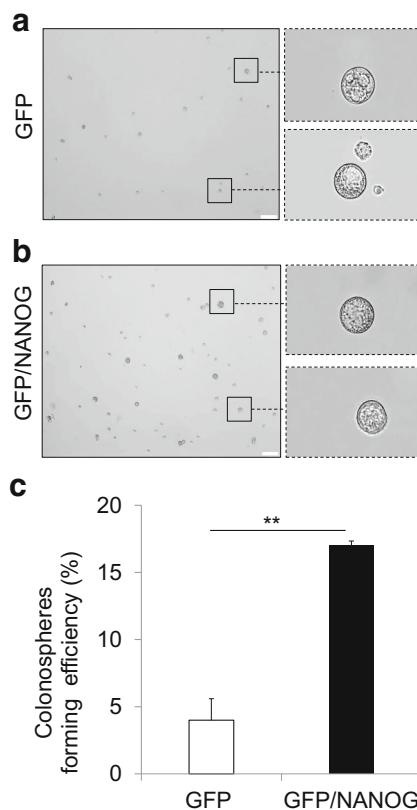 a
GFP
b
GFP/NANOG
c
Colonospheres
forming efficiency (%)
20
15
10
5
0
**
GFP
GFP/NANOG